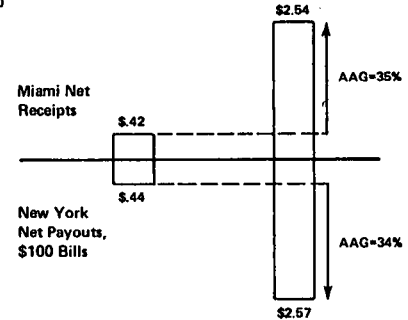 $2.54
AAG=35%
Miami Net
Receipts
$.42
$.44
New York
Net Payouts,
$100 Bills
AAG=34%
$2.57